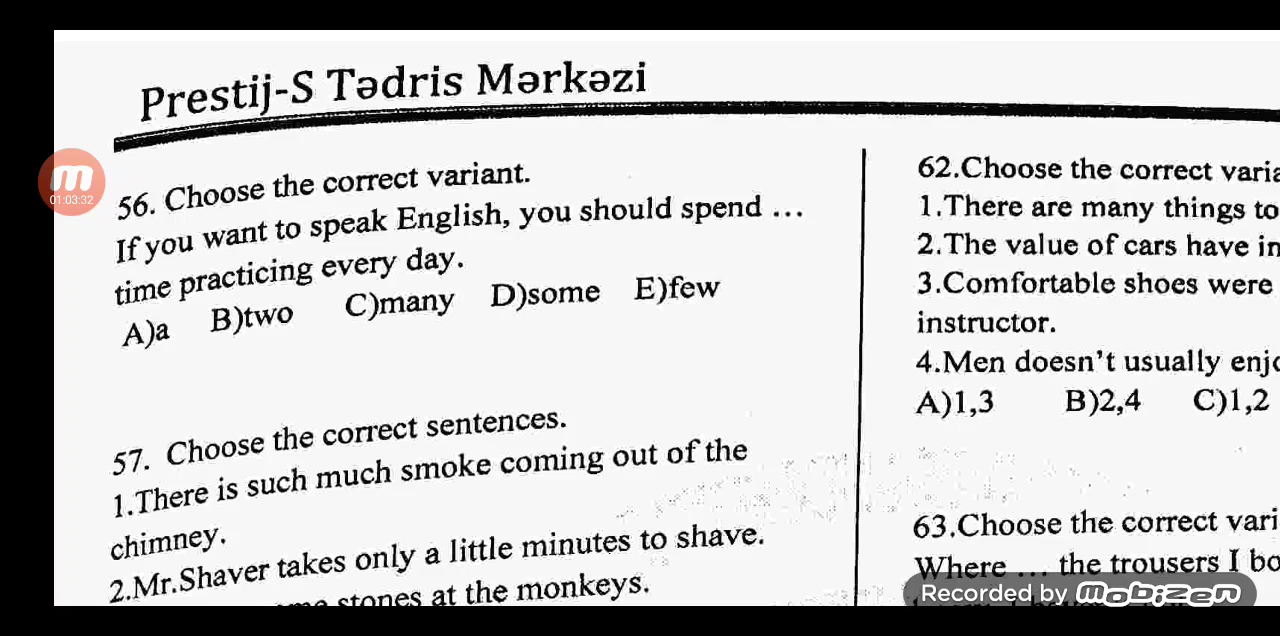 Prestij-S Tədris Mərkəzi
01:03:32
56. Choose the correct variant.
If you want to speak English, you should spend ...
time practicing every day.
A)a B)two C)many D)some E)few
57. Choose the correct sentences.
1.There is such much smoke coming out of the
chimney.
2.Mr.Shaver takes only a little minutes to shave.
stones at the monkeys.
62.Choose the correct
1.There are many things to
2.The value of cars have
3.Comfortable shoes were
instructor.
4.Men doesn't usually
A)1,3 B)2,4 C)1,2
63.Choose the correct
Where ... the trousers I
Recorded by Mobizen